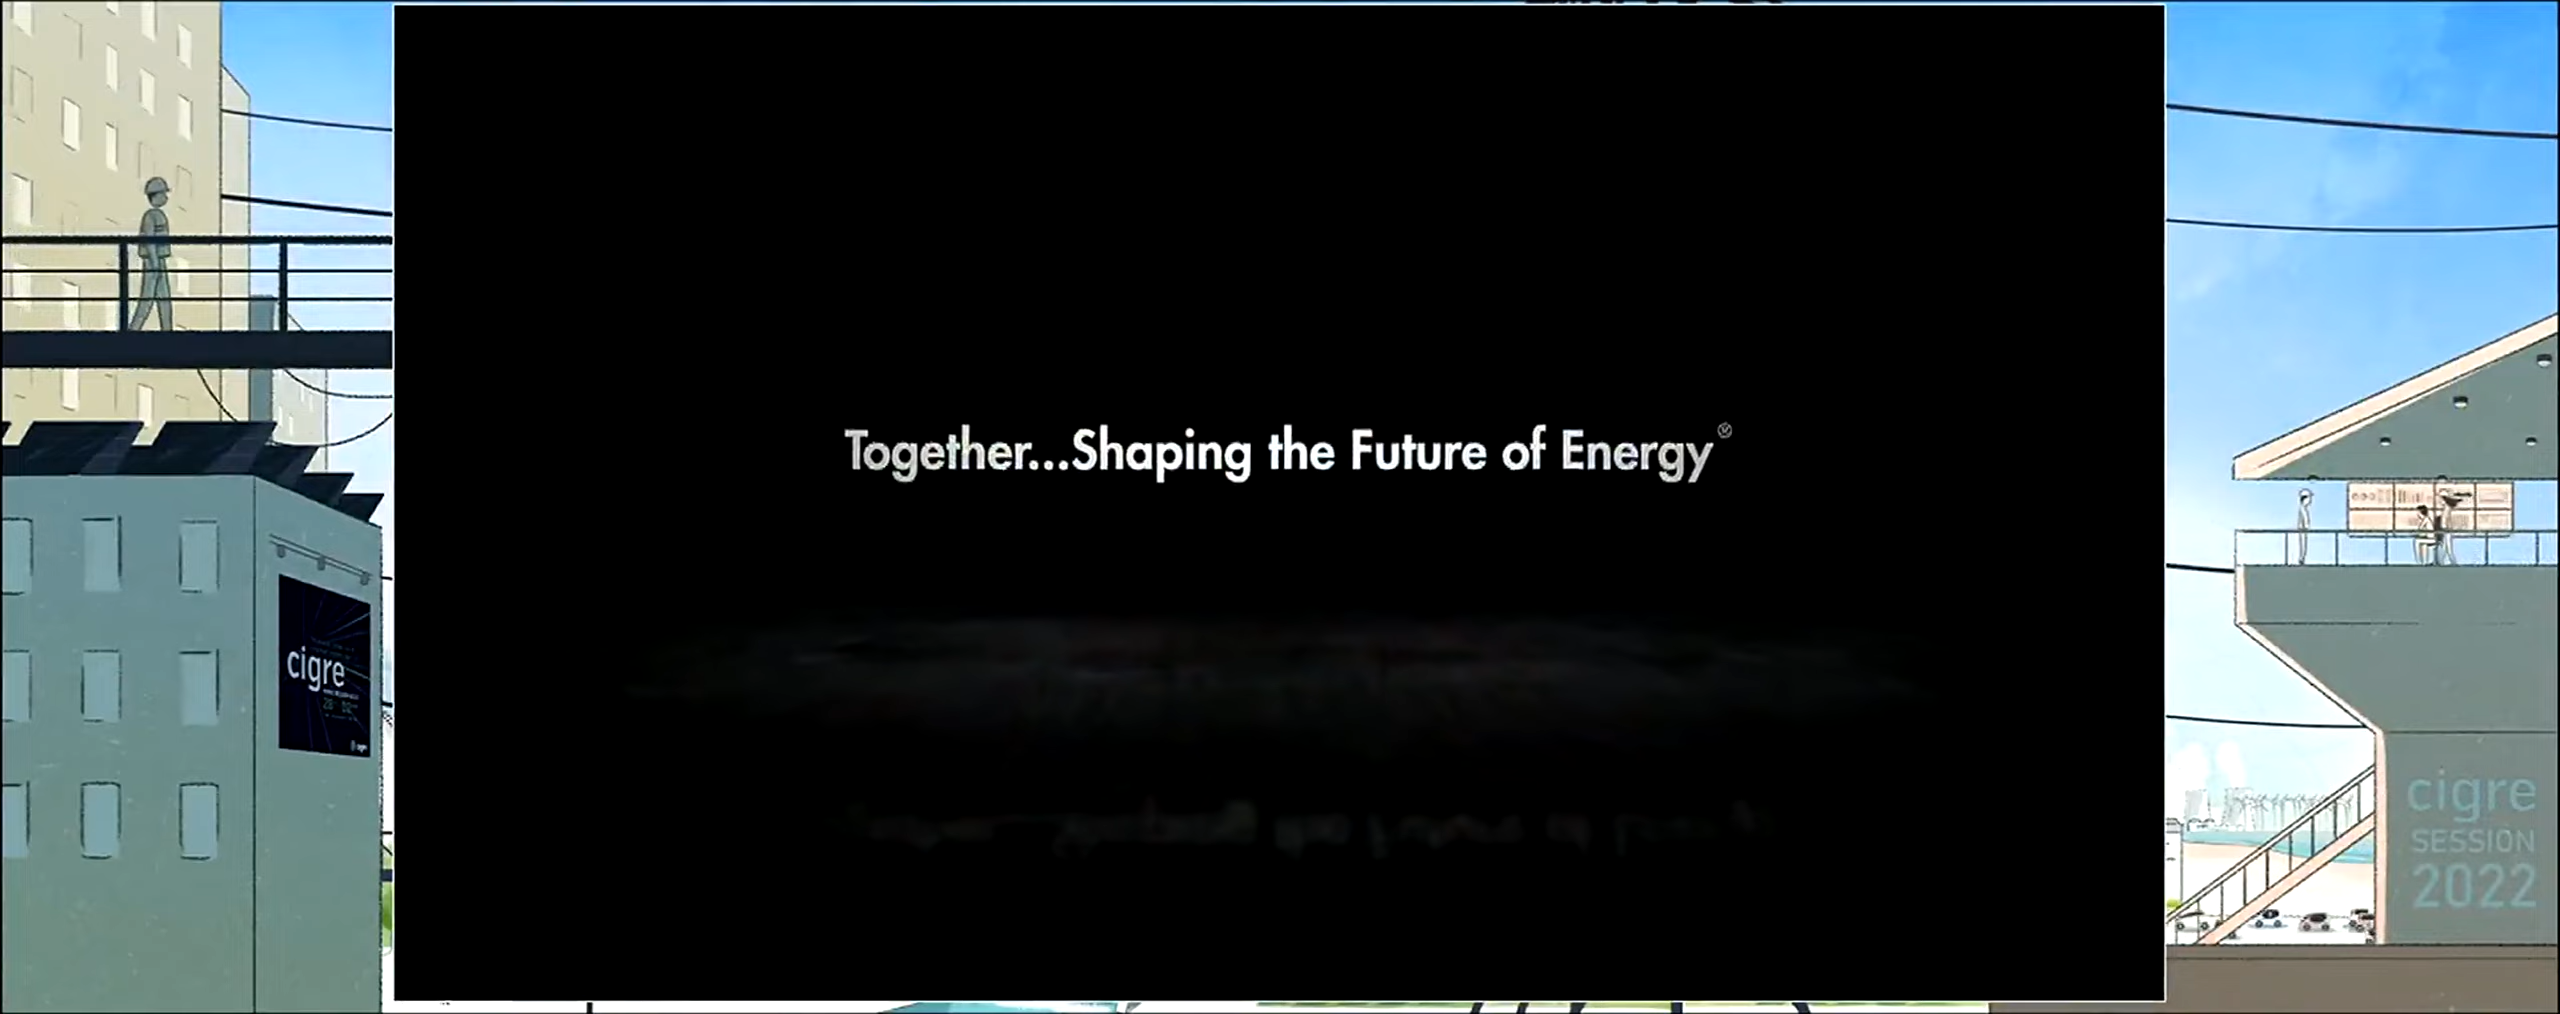 Together...Shaping the Future of Energy®
cigre
cigre
SESSION
2022